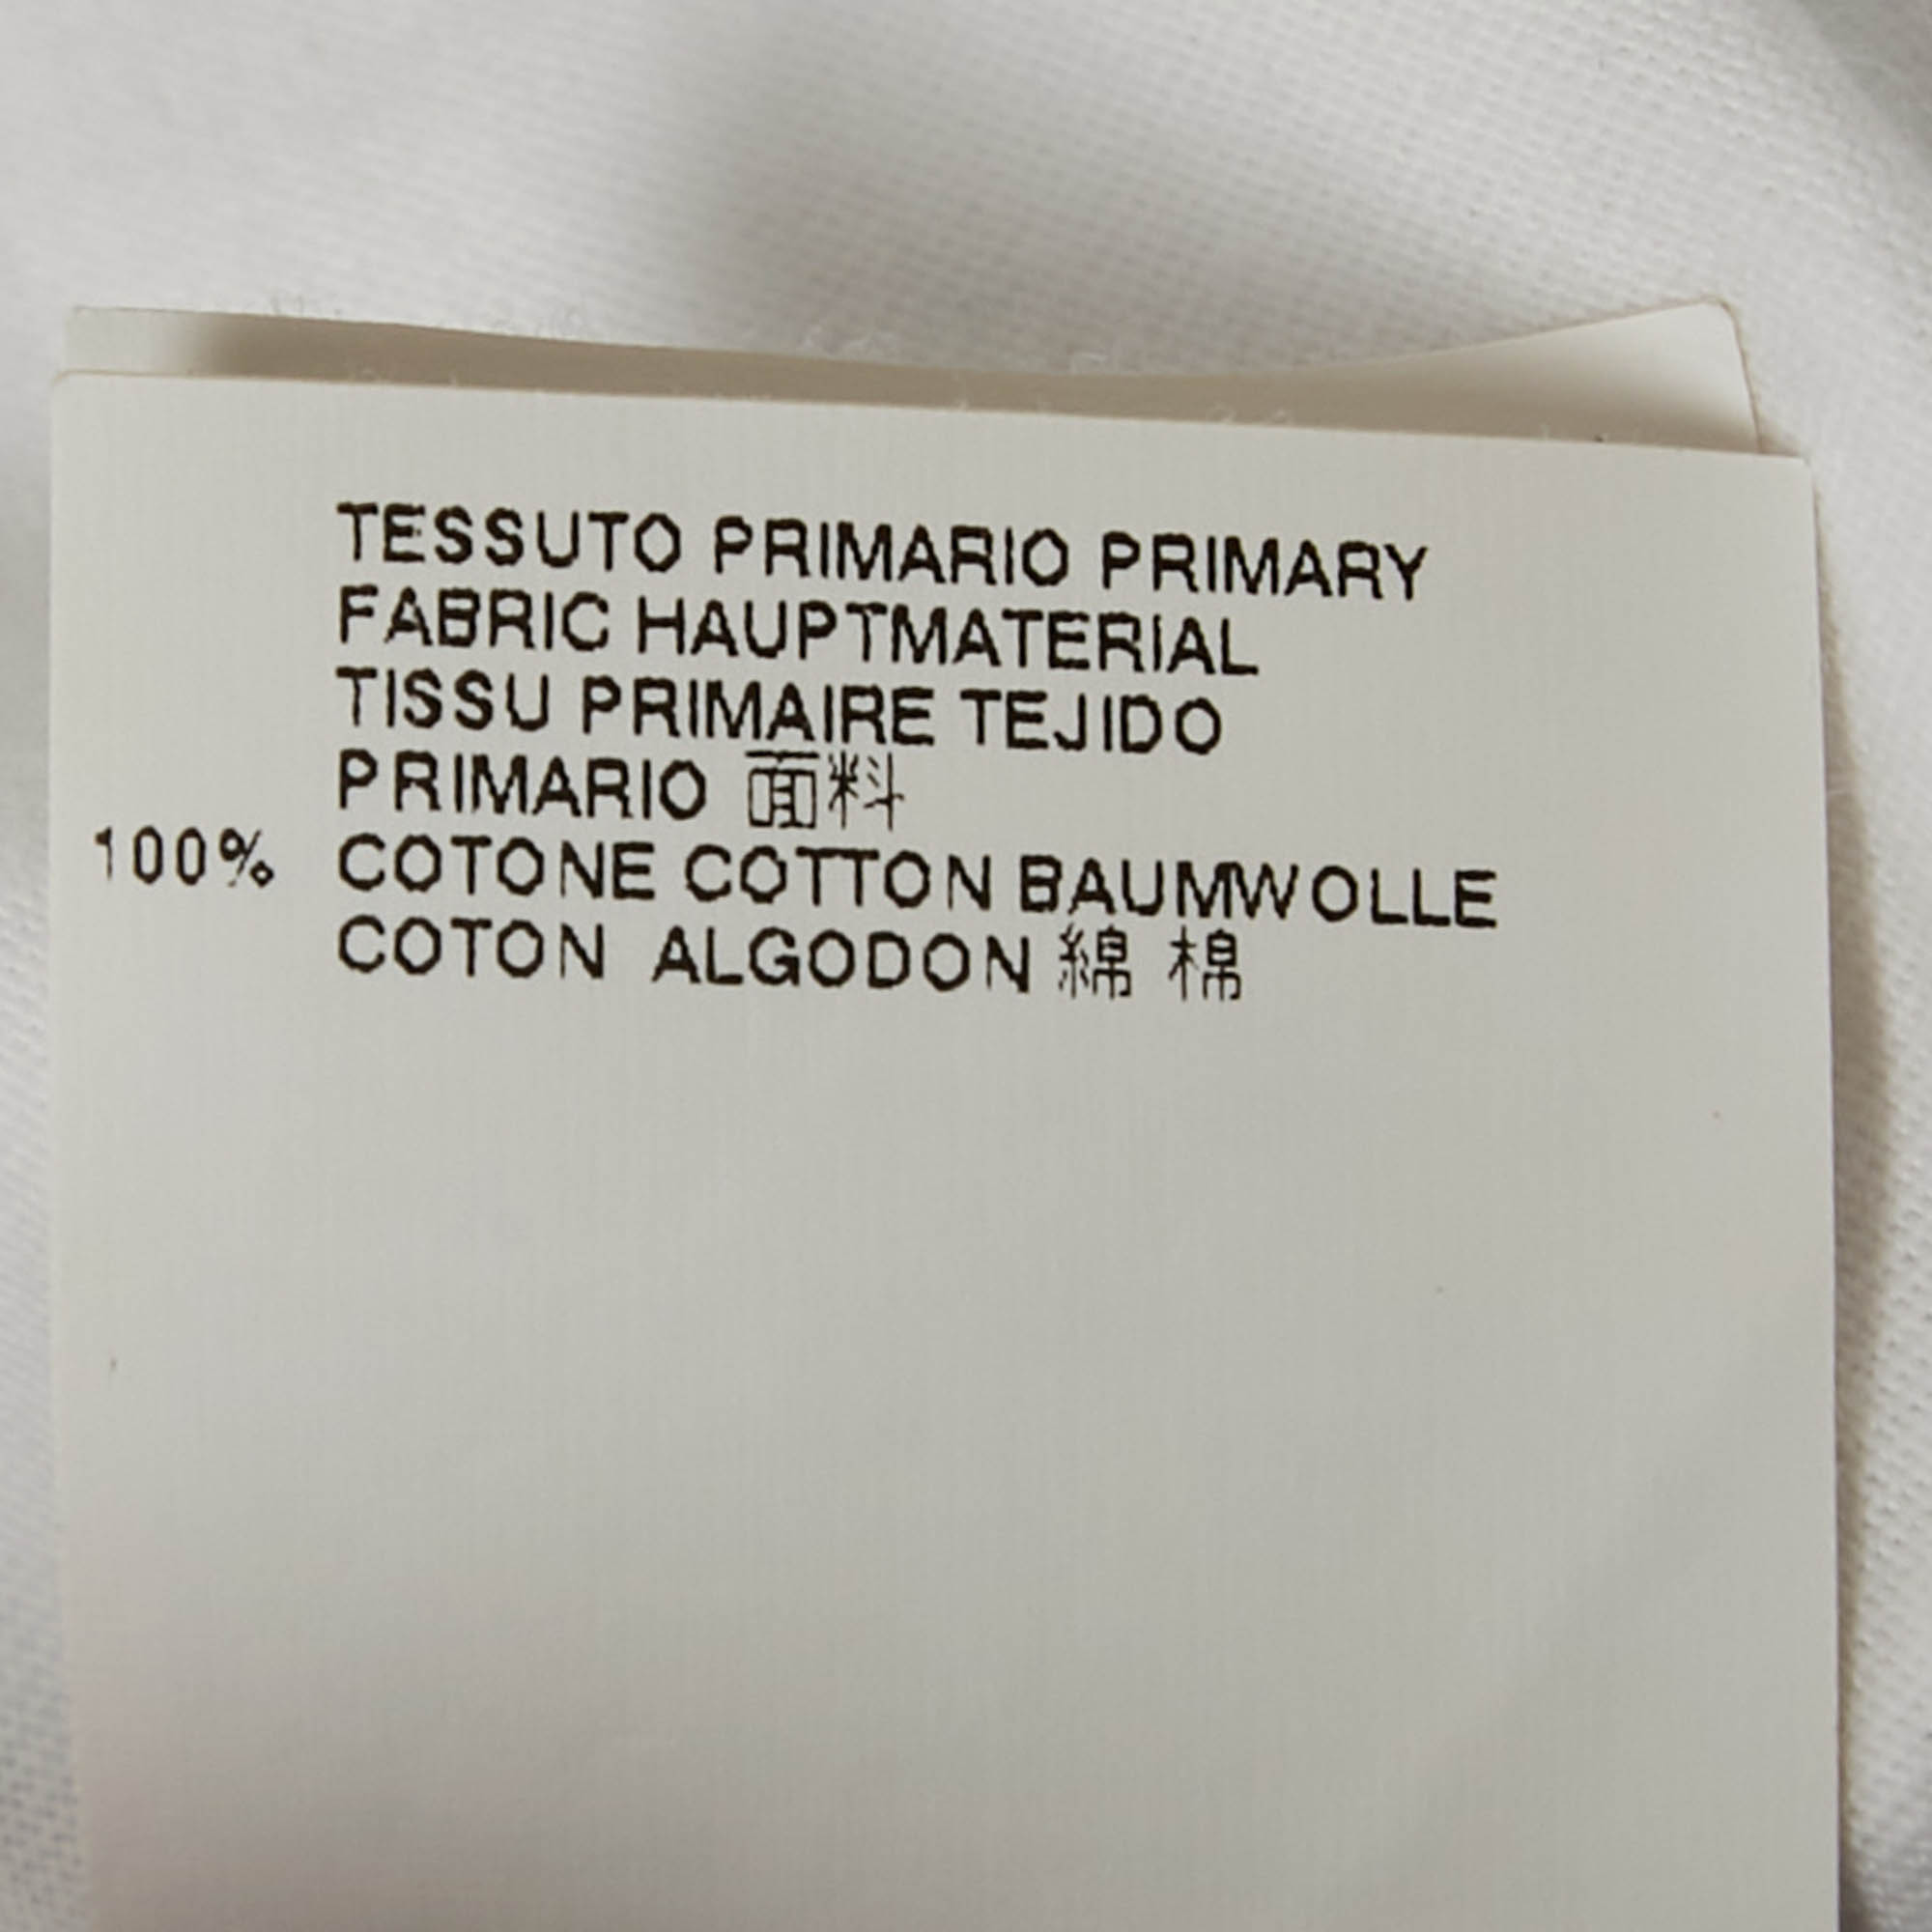 TESSUTO PRIMARIO PRIMARY
FABRIC HAUPTMATERIAL
TISSU PRIMAIRE TEJIDO
PRIMARIO 面料
100% COTONE COTTON BAUMWOLLE
COTON ALGODON 綿 棉